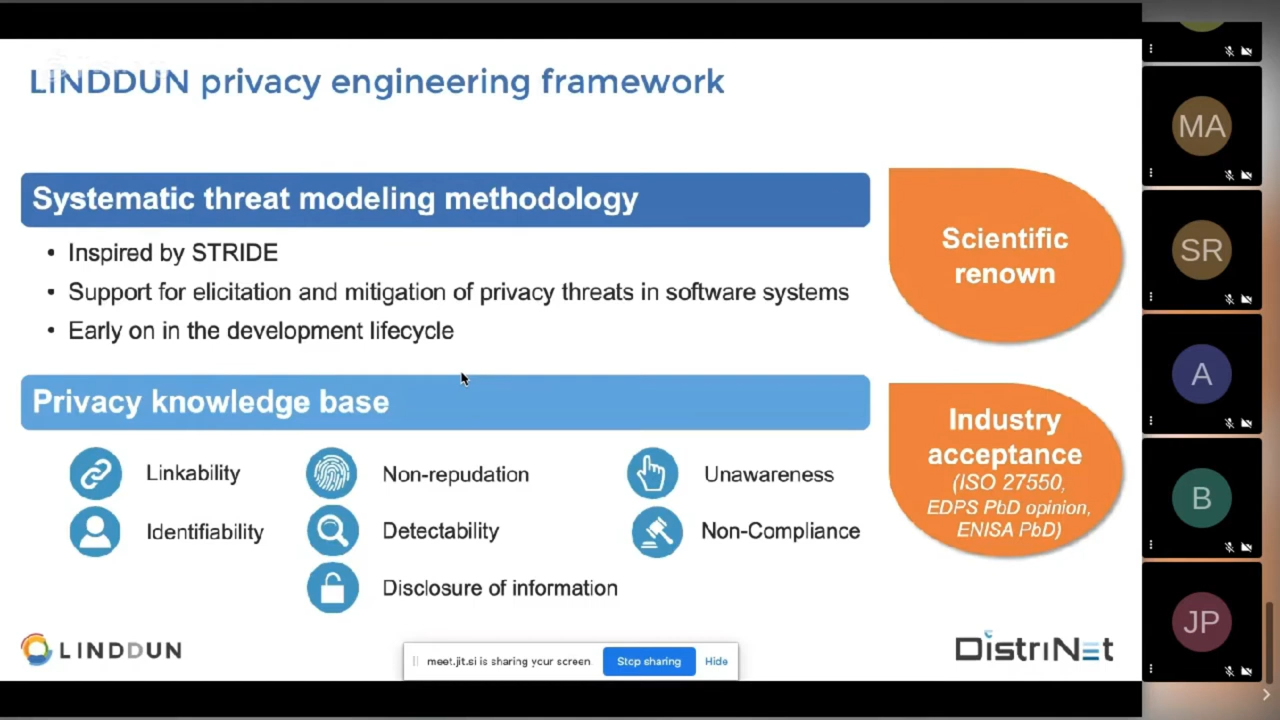 LINDDUN privacy engineering framework
Systematic threat modeling methodology
• Inspired by STRIDE
• Support for elicitation and mitigation of privacy threats in software systems
• Early on in the development lifecycle
Scientific
renown
Privacy knowledge base
Linkability
Non-repudation
Unawareness
Identifiability
Detectability
Non-Compliance
Disclosure of information
Industry
acceptance
(ISO 27550,
EDPS PbD opinion,
ENISA PbD)
LINDDUN
DistriNet
meet.jit.si is sharing your screen
Stop sharing
Hide
MA
SR
A
B
JP